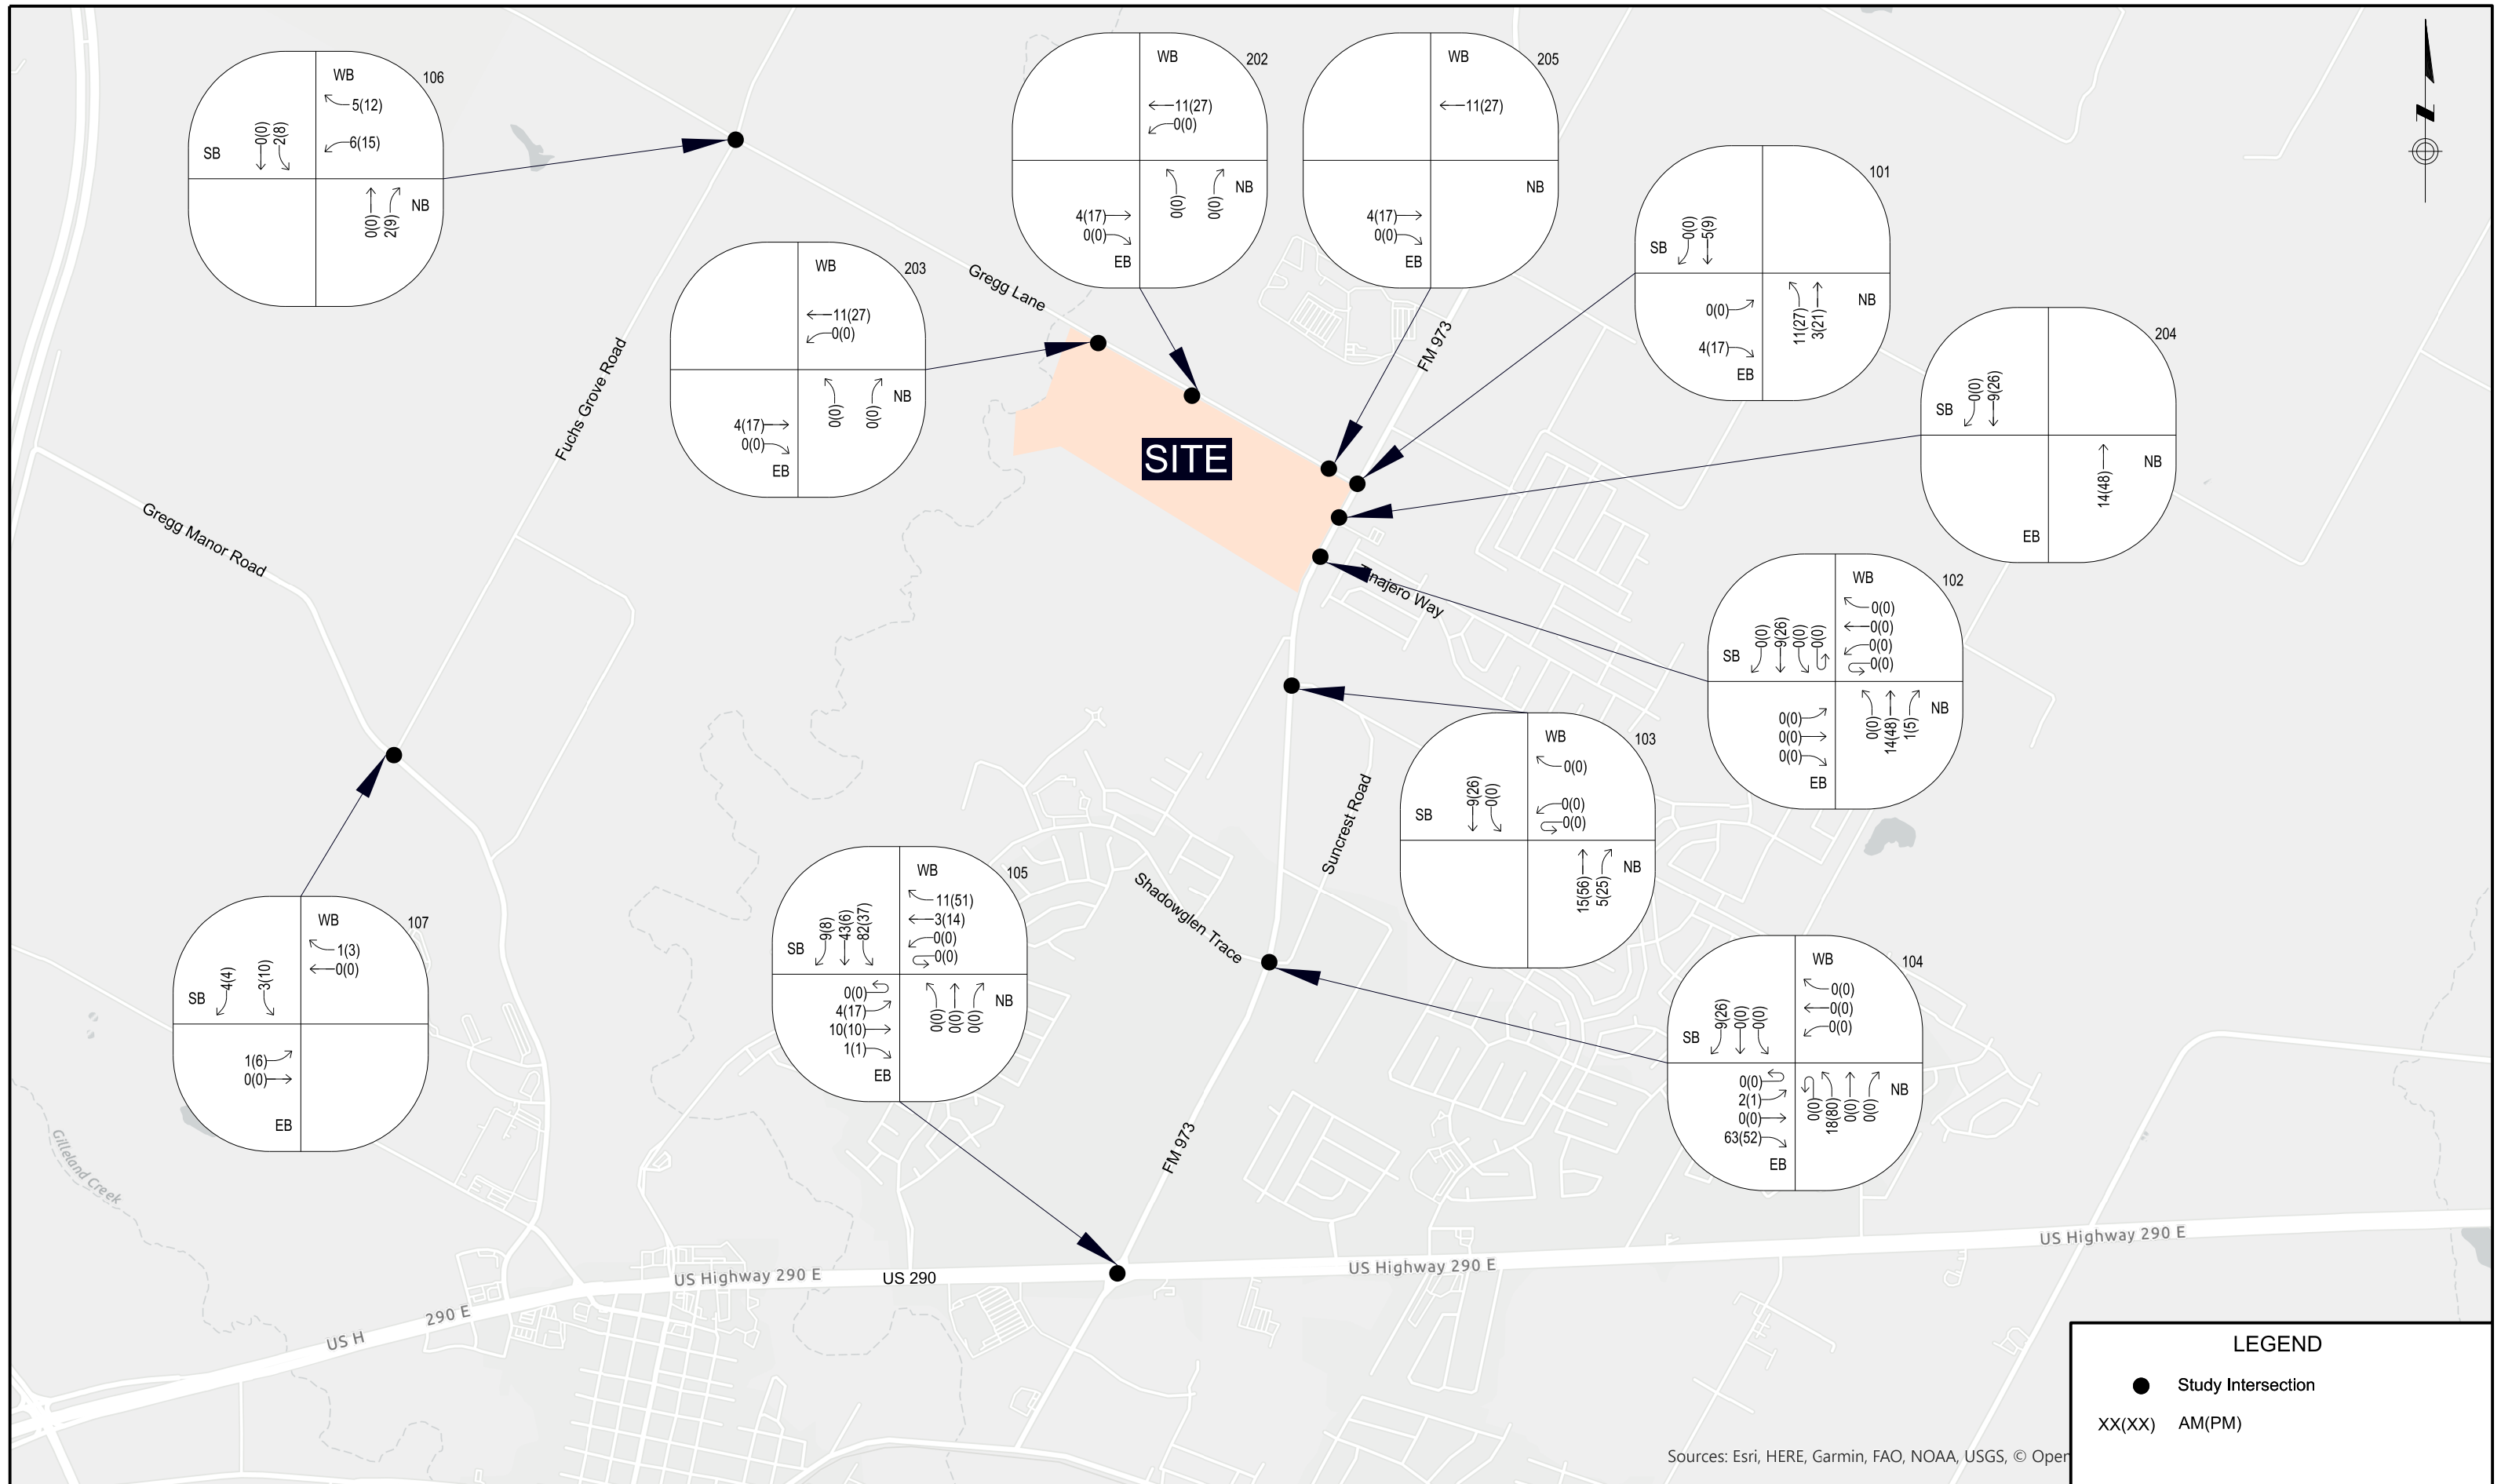 106
WB
5(12)
6(15)
SB
0(0)
2(8)
0(0)
2(9)
NB
202
WB
11(27)
0(0)
4(17)
0(0)
EB
0(0)
0(0)
NB
205
WB
11(27)
NB
4(17)
0(0)
EB
101
SB
0(0)
5(9)
0(0)
4(17)
EB
11(27)
3(21)
NB
203
WB
11(27)
0(0)
4(17)
0(0)
EB
0(0)
0(0)
NB
204
SB
0(0)
9(26)
14(48)
NB
EB
Gregg Lane
FM 973
Fuchs Grove Road
SITE
Gregg Manor Road
Tinajero Way
102
WB
0(0)
0(0)
0(0)
0(0)
SB
0(0)
9(26)
0(0)
0(0)
0(0)
0(0)
0(0)
EB
0(0)
14(48)
1(5)
NB
103
WB
0(0)
0(0)
0(0)
SB
9(26)
0(0)
15(56)
5(25)
NB
Suncrest Road
Shadowglen Trace
105
WB
11(51)
3(14)
0(0)
0(0)
SB
9(8)
43(6)
82(37)
0(0)
4(17)
10(10)
1(1)
EB
0(0)
0(0)
0(0)
NB
107
WB
1(3)
0(0)
SB
4(4)
3(10)
1(6)
0(0)
EB
104
WB
0(0)
0(0)
0(0)
SB
9(26)
0(0)
0(0)
0(0)
2(1)
0(0)
63(52)
EB
0(0)
18(80)
0(0)
0(0)
NB
Gilleland Creek
FM 973
US Highway 290 E
US 290
US Highway 290 E
US Highway 290 E
US H
290 E
LEGEND
Study Intersection
XX(XX) AM(PM)
Sources: Esri, HERE, Garmin, FAO, NOAA, USGS, © Open
N